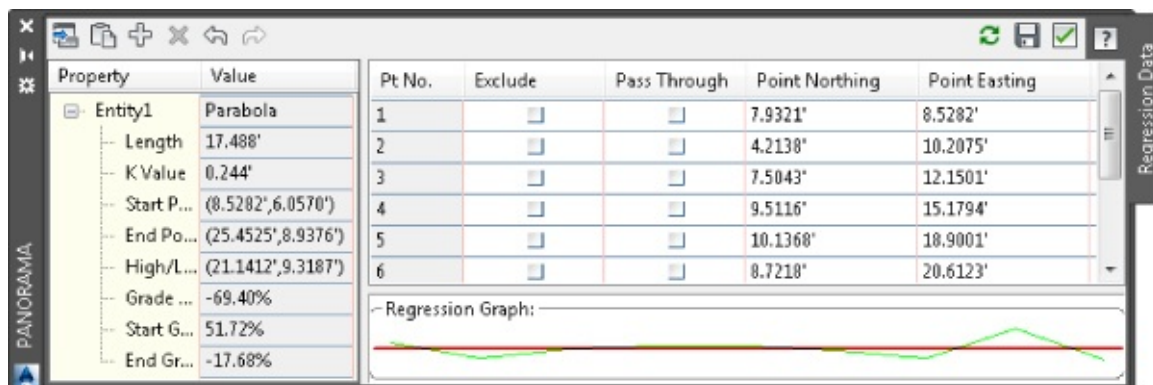 Property Value
Entity1 Parabola
Length 17.488'
K Value 0.244'
Start P... (8.5282',6.0570')
End Po... (25.4525',8.9376')
High/L... (21.1412',9.3187')
Grade ... -69.40%
Start G... 51.72%
End Gr... -17.68%
Pt No. Exclude Pass Through Point Northing Point Easting
1 7.9321' 8.5282'
2 4.2138' 10.2075'
3 7.5043' 12.1501'
4 9.5116' 15.1794'
5 10.1368' 18.9001'
6 8.7218' 20.6123'
Regression Graph:
PANORAMA
Regression Data
?